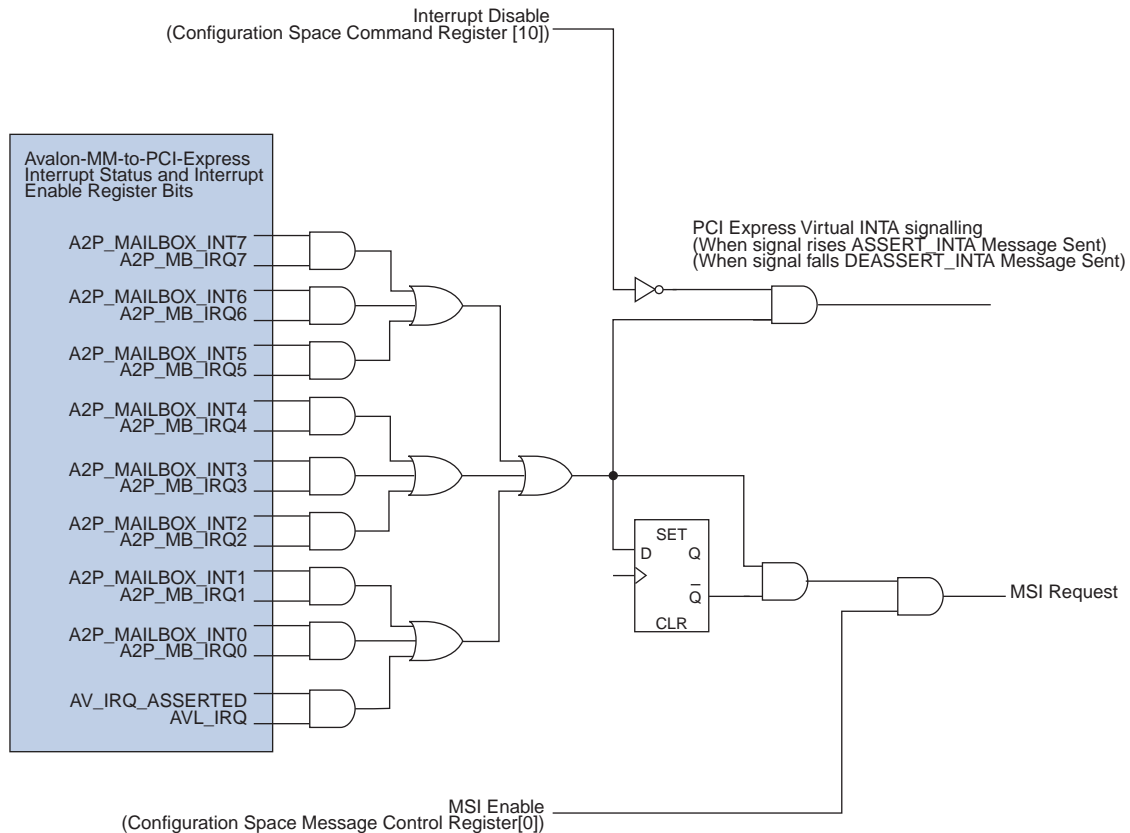 Interrupt Disable
(Configuration Space Command Register [10])
Avalon-MM-to-PCI-Express
Interrupt Status and Interrupt
Enable Register Bits
A2P_MAILBOX_INT7
A2P_MB_IRQ7
A2P_MAILBOX_INT6
A2P_MB_IRQ6
A2P_MAILBOX_INT5
A2P_MB_IRQ5
A2P_MAILBOX_INT4
A2P_MB_IRQ4
A2P_MAILBOX_INT3
A2P_MB_IRQ3
A2P_MAILBOX_INT2
A2P_MB_IRQ2
A2P_MAILBOX_INT1
A2P_MB_IRQ1
A2P_MAILBOX_INT0
A2P_MB_IRQ0
AV_IRQ_ASSERTED
AVL_IRQ
PCI Express Virtual INTA signalling
(When signal rises ASSERT_INTA Message Sent)
(When signal falls DEASSERT_INTA Message Sent)
SET
D Q
Q̅
CLR
MSI Request
MSI Enable
(Configuration Space Message Control Register[0])